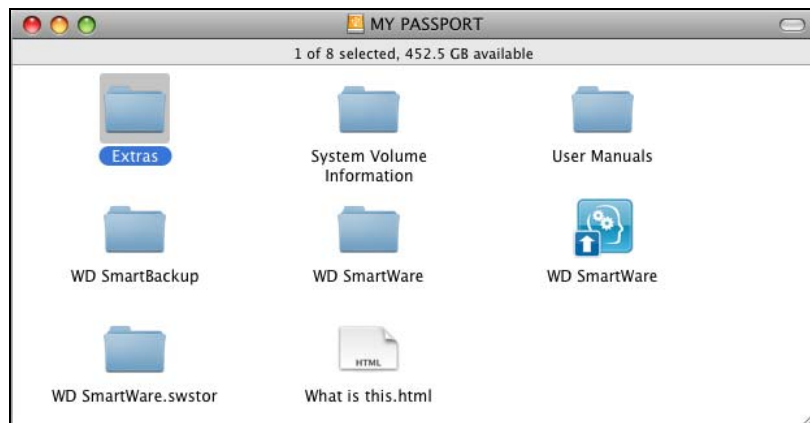 MY PASSPORT
1 of 8 selected, 452.5 GB available
Extras
System Volume
Information
User Manuals
WD SmartBackup
WD SmartWare
WD SmartWare
WD SmartWare.swstor
HTML
What is this.html